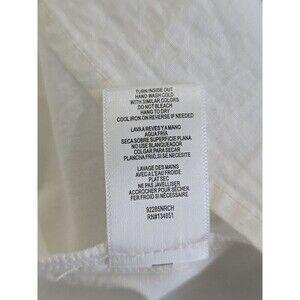 TURN INSIDE OUT
HAND WASH COLD
WITH SIMILAR COLORS
DO NOT BLEACH
HANG TO DRY
COOL IRON ON REVERSE IF NEEDED
LAVAR A REVES Y A MANO
AGUA FRIA
SECA SOBRE SUPERFICIE PLANA
NO USE BLANQUEADOR
COLGAR PARA SECAR
PLANCHA FRIO, SI SE NECESITE
LAVAGE DES MAINS
AVEC A L'EAU FROIDE
PLAT SEC
NE PAS JAVELLISER
ACCROCHER POUR SÉCHER
FER FROID SI NECESSAIRE
92285NRCH
RN#134851